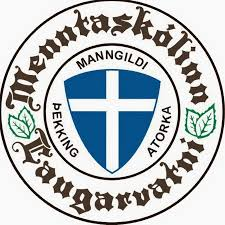 Menntaskólinn
Laugarvatni
MANNGILDI
ÞEKKING
ATORKA